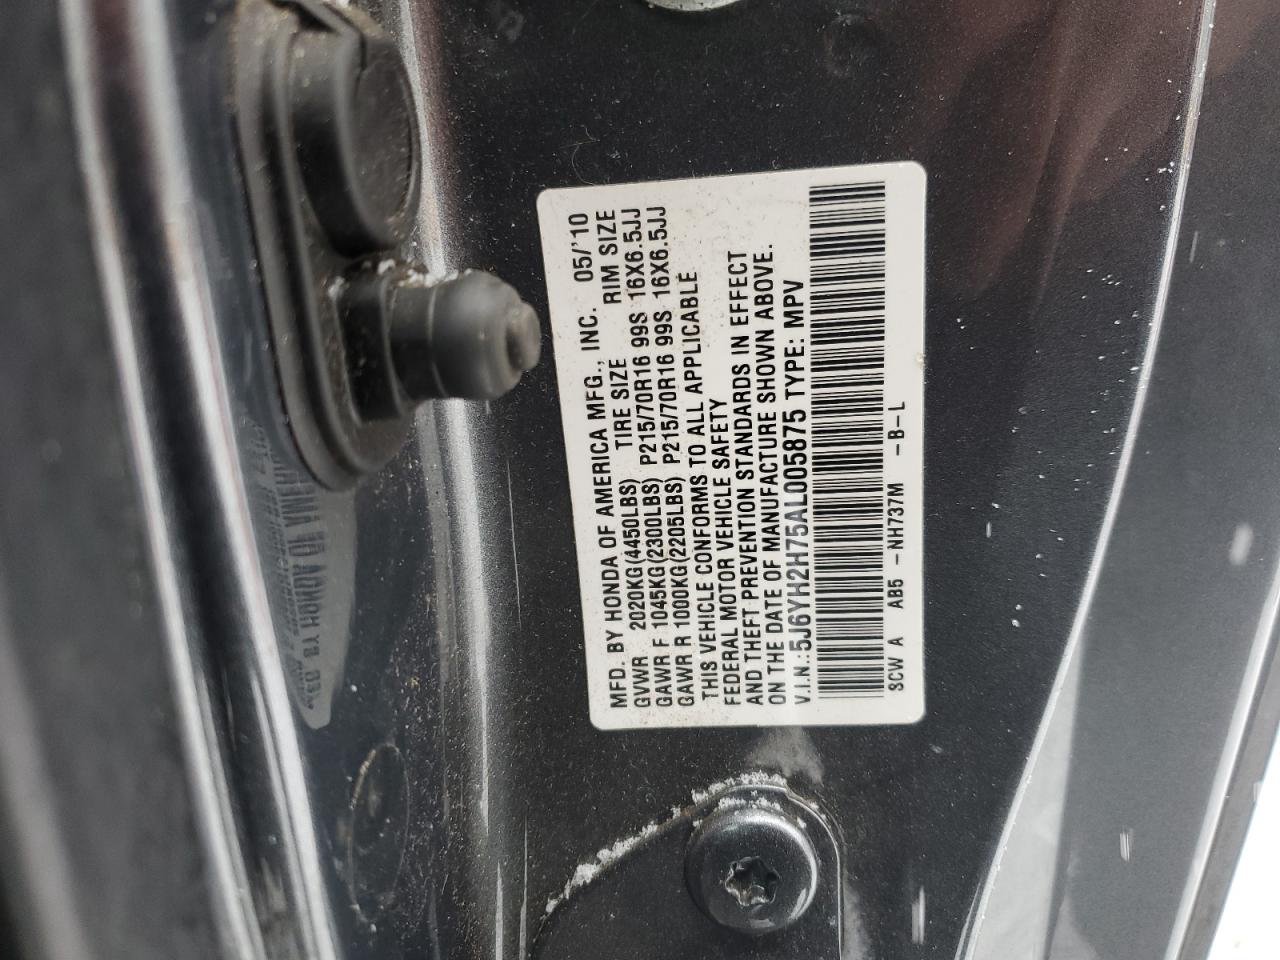 MFD. BY HONDA OF AMERICA MFG., INC. 05/'10
GVWR 2020KG(4450LBS) TIRE SIZE RIM SIZE
GAWR F 1045KG(2300LBS) P215/70R16 99S 16X6.5JJ
GAWR R 1000KG(2205LBS) P215/70R16 99S 16X6.5JJ
THIS VEHICLE CONFORMS TO ALL APPLICABLE
FEDERAL MOTOR VEHICLE SAFETY
AND THEFT PREVENTION STANDARDS IN EFFECT
ON THE DATE OF MANUFACTURE SHOWN ABOVE.
V.I.N.:5J6YH2H75AL005875 TYPE: MPV
SCW A AB5 -NH737M -B-L